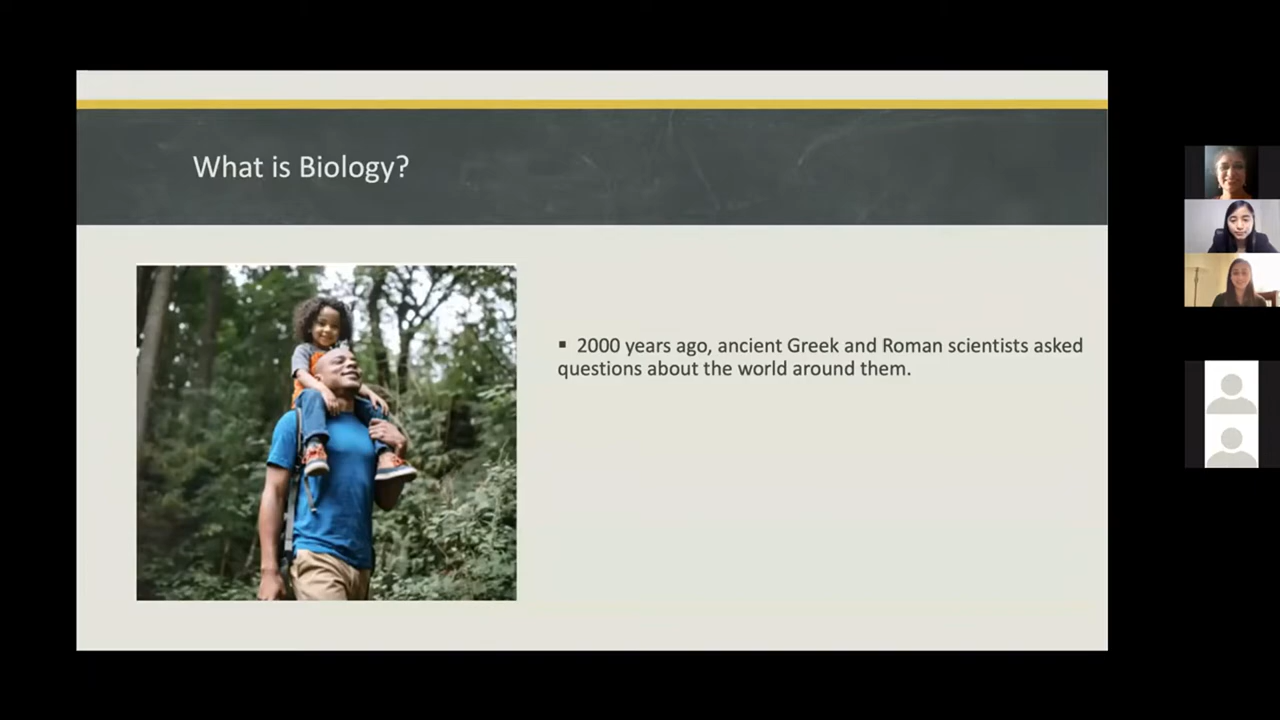 What is Biology?
▪ 2000 years ago, ancient Greek and Roman scientists asked
questions about the world around them.